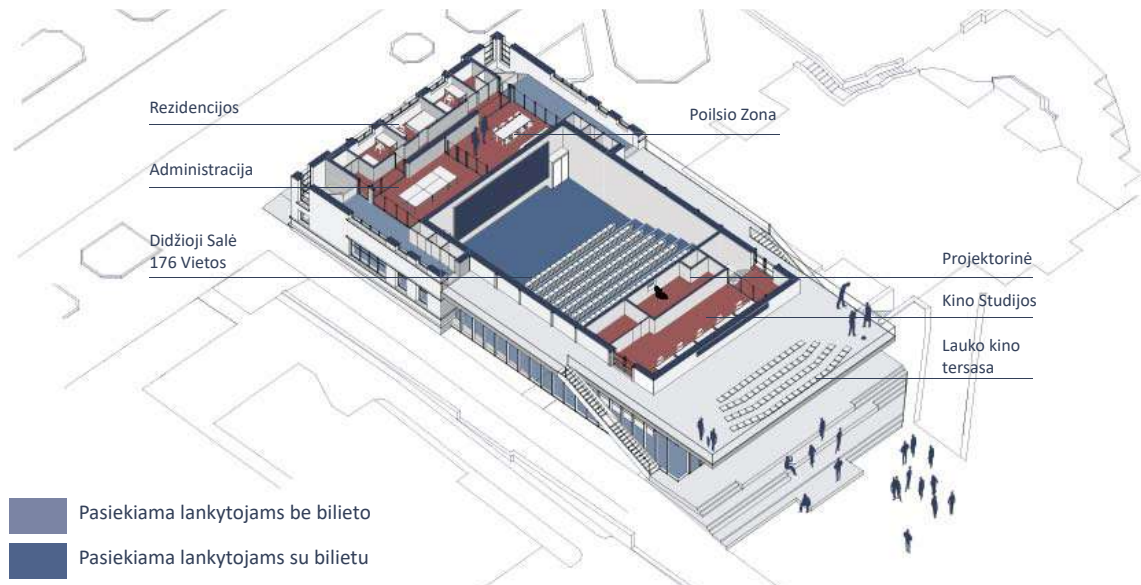 Rezidencijos
Poilsio Zona
Administracija
Didžioji Salė
176 Vietos
Projektorinė
Kino Studijos
Lauko kino
tersasa
Pasiekiama lankytojams be bilieto
Pasiekiama lankytojams su bilietu